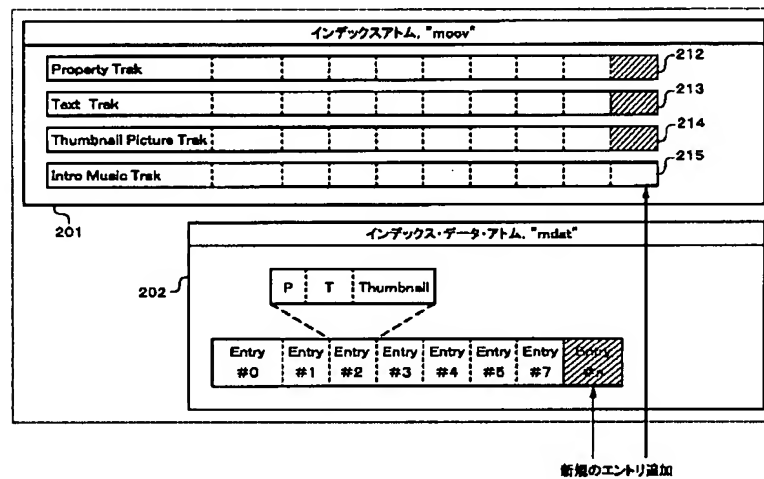 インデックスアトム, "moov"
Property Trak
212
Text Trak
213
Thumbnail Picture Trak
214
Intro Music Trak
215
201
インデックス・データ・アトム, "mdat"
202
P T Thumbnail
Entry #0
Entry #1
Entry #2
Entry #3
Entry #4
Entry #5
Entry #7
Entry
新規のエントリ追加